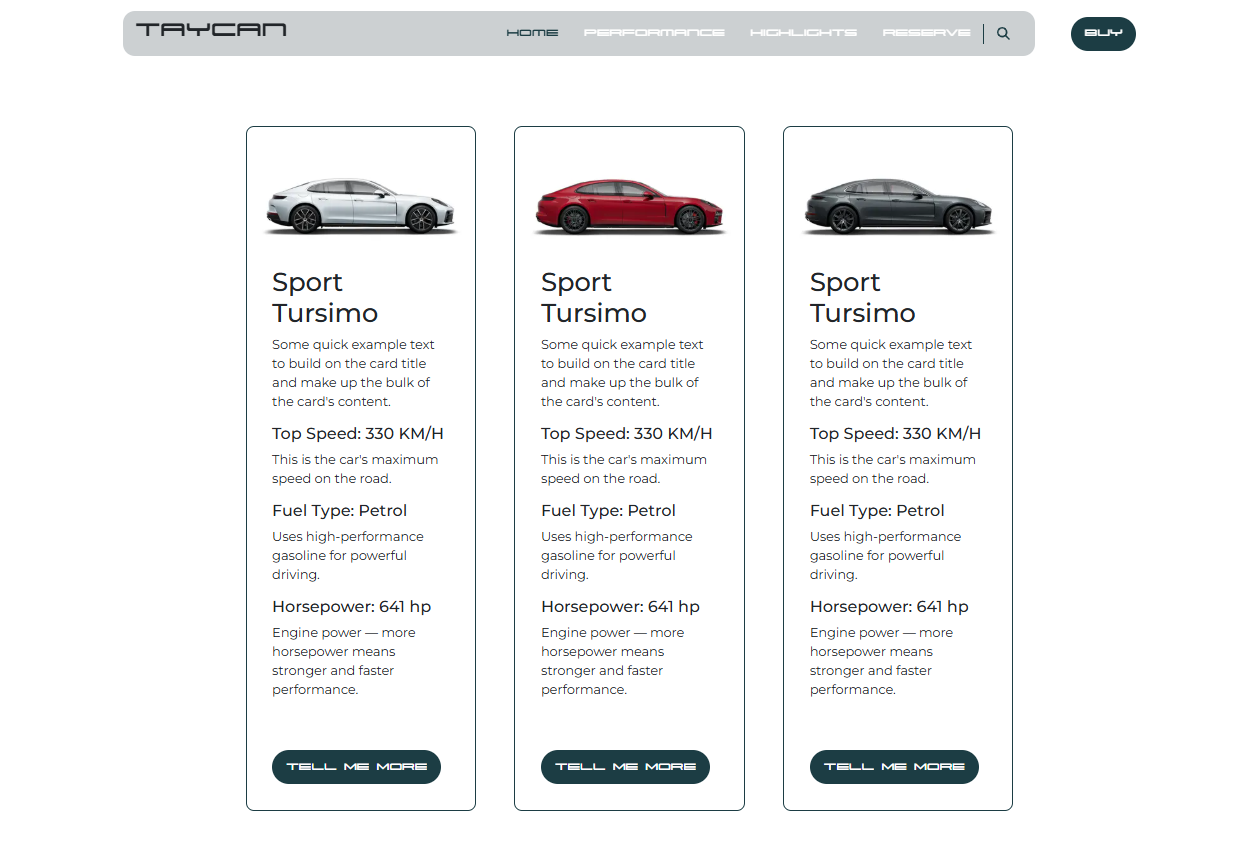 TAYCAN
HOME PERFORMANCE HIGHLIGHTS RESERVE
BUY
Sport
Tursimo
Some quick example text
to build on the card title
and make up the bulk of
the card's content.
Top Speed: 330 KM/H
This is the car's maximum
speed on the road.
Fuel Type: Petrol
Uses high-performance
gasoline for powerful
driving.
Horsepower: 641 hp
Engine power — more
horsepower means
stronger and faster
performance.
TELL ME MORE
Sport
Tursimo
Some quick example text
to build on the card title
and make up the bulk of
the card's content.
Top Speed: 330 KM/H
This is the car's maximum
speed on the road.
Fuel Type: Petrol
Uses high-performance
gasoline for powerful
driving.
Horsepower: 641 hp
Engine power — more
horsepower means
stronger and faster
performance.
TELL ME MORE
Sport
Tursimo
Some quick example text
to build on the card title
and make up the bulk of
the card's content.
Top Speed: 330 KM/H
This is the car's maximum
speed on the road.
Fuel Type: Petrol
Uses high-performance
gasoline for powerful
driving.
Horsepower: 641 hp
Engine power — more
horsepower means
stronger and faster
performance.
TELL ME MORE